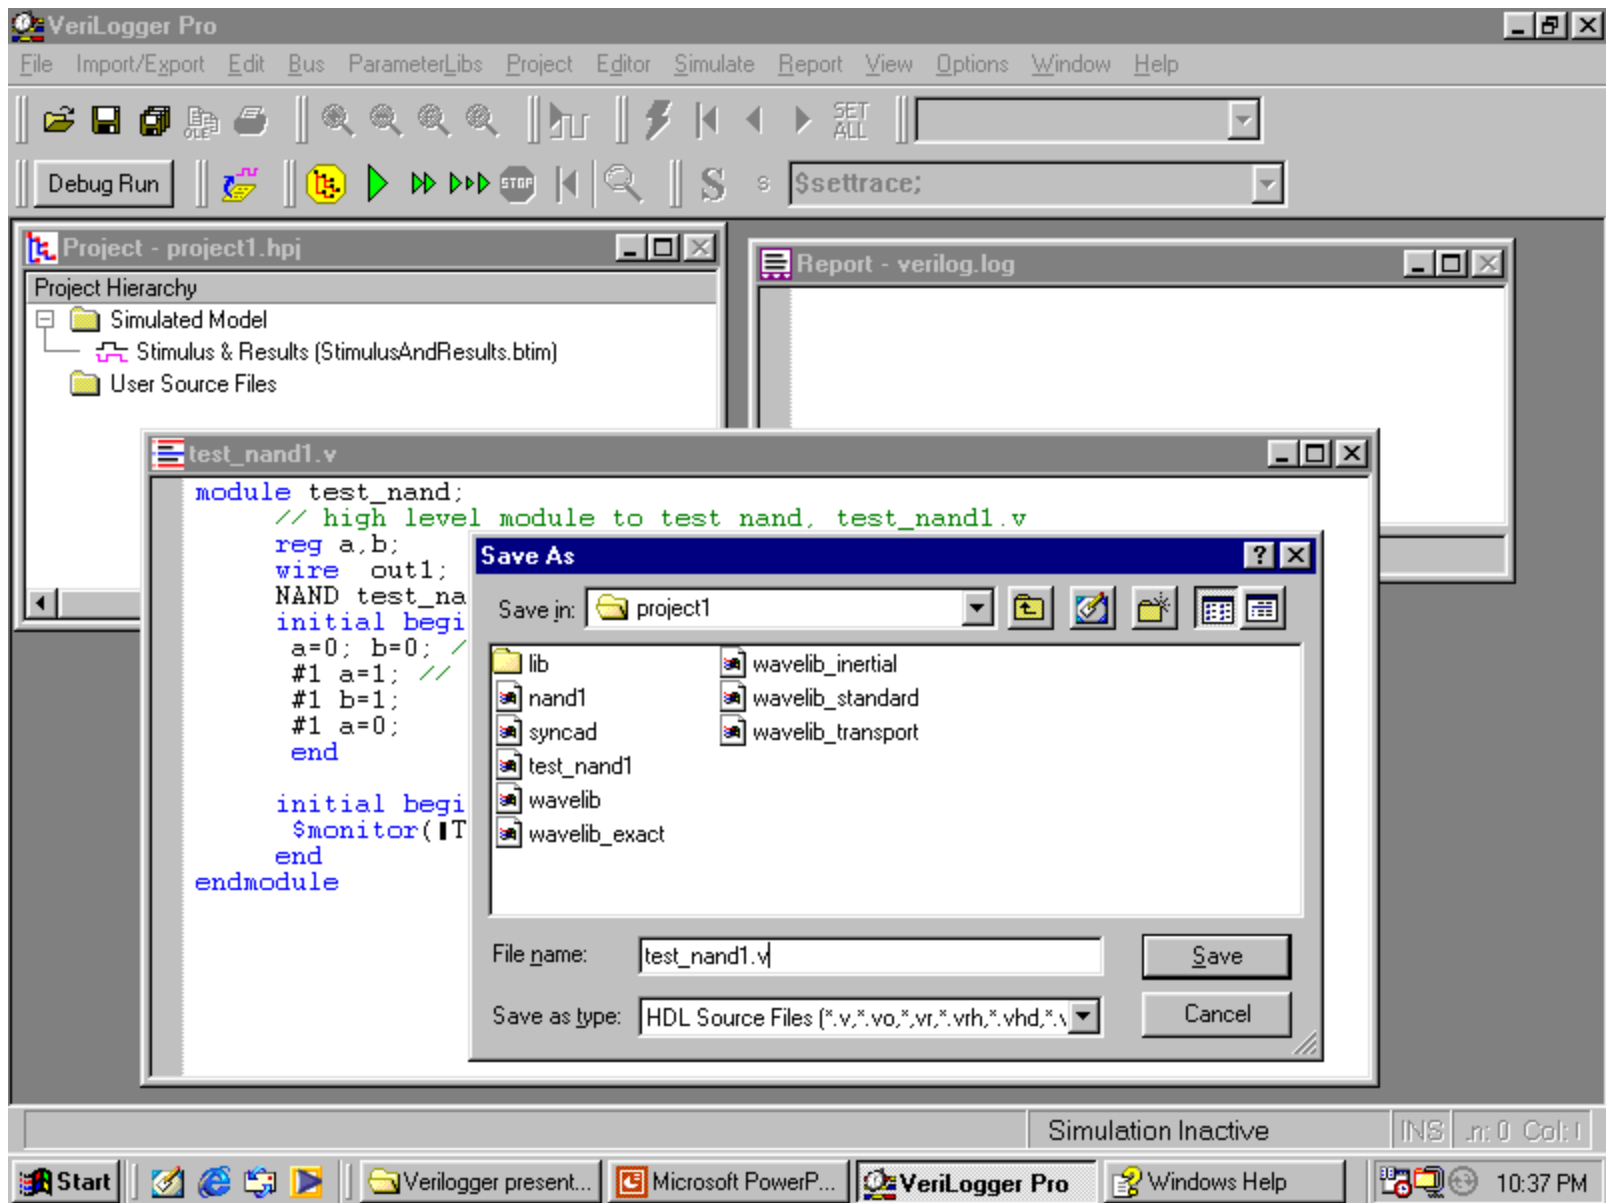 VeriLogger Pro
File Import/Export Edit Bus ParameterLibs Project Editor Simulate Report View Options Window Help
SET
ALL
Debug Run
STOP
S s $settrace;
Project - project1.hpj
Project Hierarchy
Simulated Model
Stimulus & Results (StimulusAndResults.btim)
User Source Files
Report - verilog.log
test_nand1.v
module test_nand;
// high level module to test nand, test_nand1.v
reg a,b;
wire out1;
NAND test_na
initial begi
a=0; b=0; /
#1 a=1; //
#1 b=1;
#1 a=0;
end
initial begi
$monitor(▮T
end
endmodule
Save As
Save in: project1
lib
nand1
syncad
test_nand1
wavelib
wavelib_exact
wavelib_inertial
wavelib_standard
wavelib_transport
File name: test_nand1.v
Save
Save as type: HDL Source Files (*.v,*.vo,*,vr,*.vrh,*.vhd,*.v
Cancel
Simulation Inactive
INS
Col:
Start
Verilogger present...
Microsoft PowerP...
VeriLogger Pro
Windows Help
10:37 PM